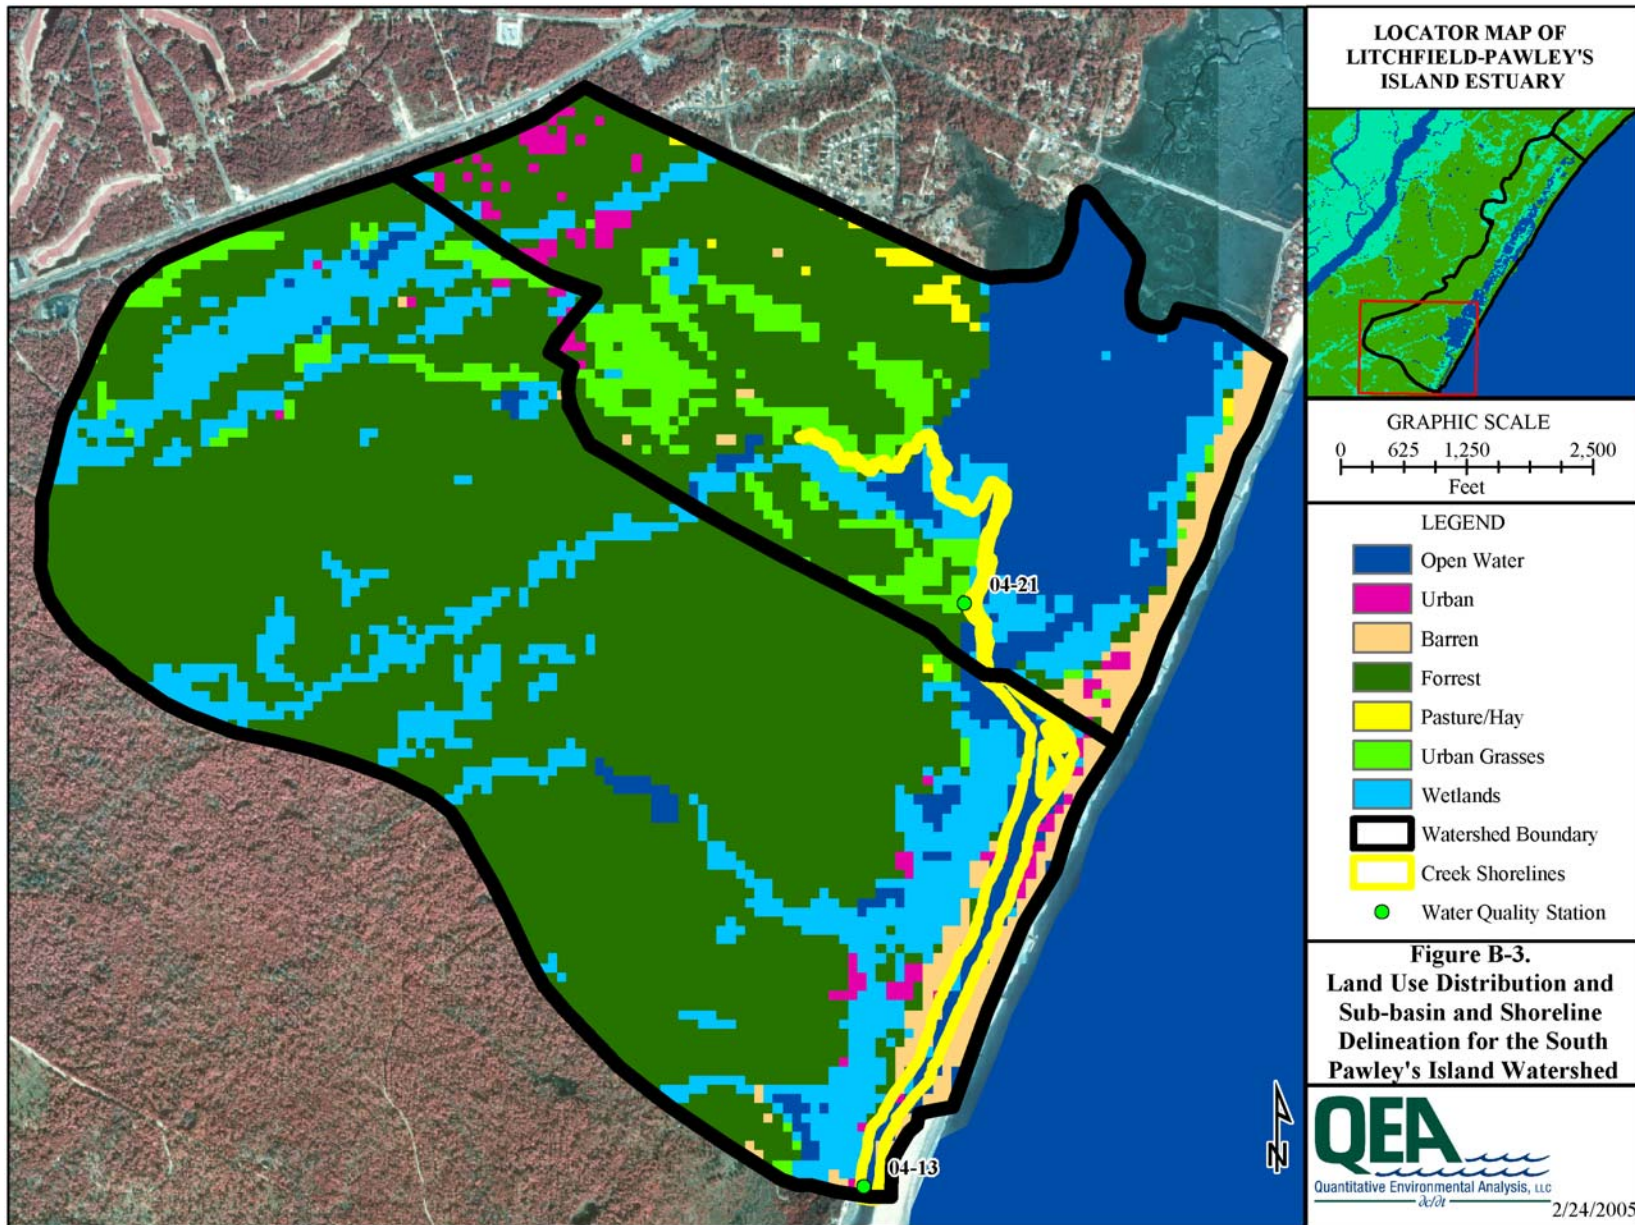 LOCATOR MAP OF
LITCHFIELD-PAWLEY'S
ISLAND ESTUARY
GRAPHIC SCALE
0 625 1,250 2,500
Feet
LEGEND
Open Water
Urban
Barren
Forrest
Pasture/Hay
Urban Grasses
Wetlands
Watershed Boundary
Creek Shorelines
Water Quality Station
04-21
04-13
N
Figure B-3.
Land Use Distribution and
Sub-basin and Shoreline
Delineation for the South
Pawley's Island Watershed
QEA
Quantitative Environmental Analysis, LLC
∂c/∂t
2/24/2005